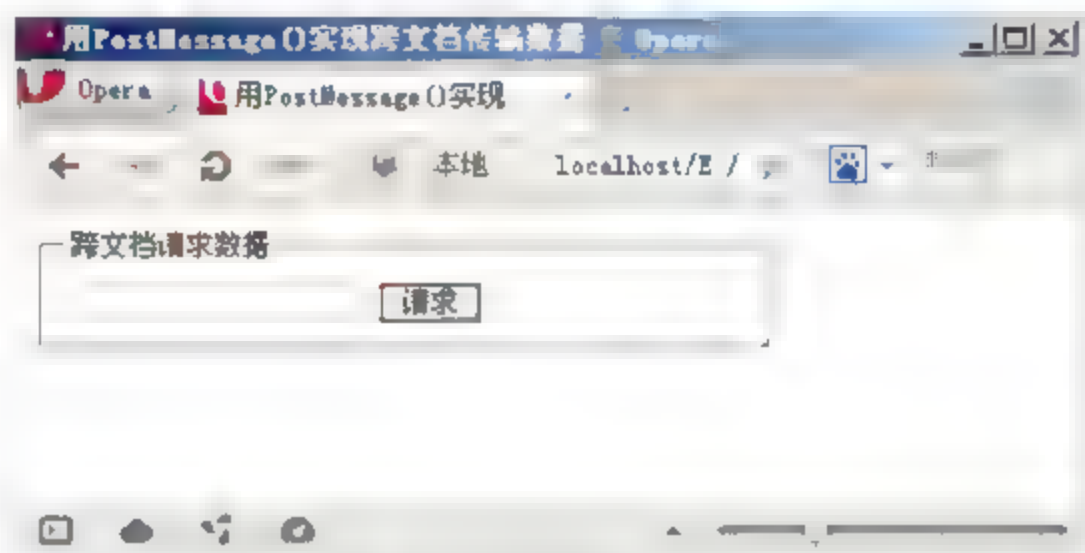 用PostMessage()实现跨文档传输数据 Opera
Opera
用PostMessage()实现
本地
localhost/E /
跨文档请求数据
请求